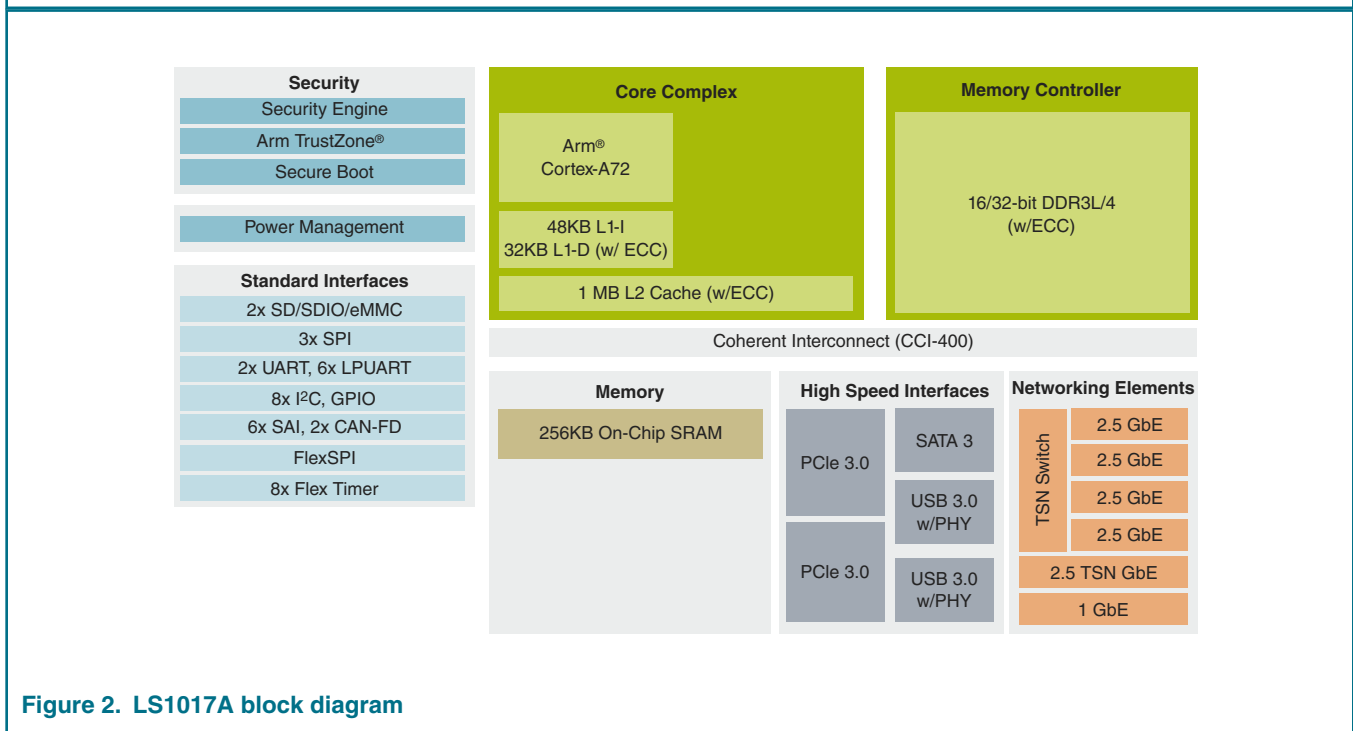 Security
Security Engine
Arm TrustZone®
Secure Boot
Power Management
Standard Interfaces
2x SD/SDIO/eMMC
3x SPI
2x UART, 6x LPUART
8x I²C, GPIO
6x SAI, 2x CAN-FD
FlexSPI
8x Flex Timer
Core Complex
Arm®
Cortex-A72
48KB L1-I
32KB L1-D (w/ ECC)
1 MB L2 Cache (w/ECC)
Memory Controller
16/32-bit DDR3L/4
(w/ECC)
Coherent Interconnect (CCI-400)
Memory
256KB On-Chip SRAM
High Speed Interfaces
PCIe 3.0
PCIe 3.0
SATA 3
USB 3.0
w/PHY
USB 3.0
w/PHY
Networking Elements
TSN Switch
2.5 GbE
2.5 GbE
2.5 GbE
2.5 GbE
2.5 TSN GbE
1 GbE
Figure 2. LS1017A block diagram